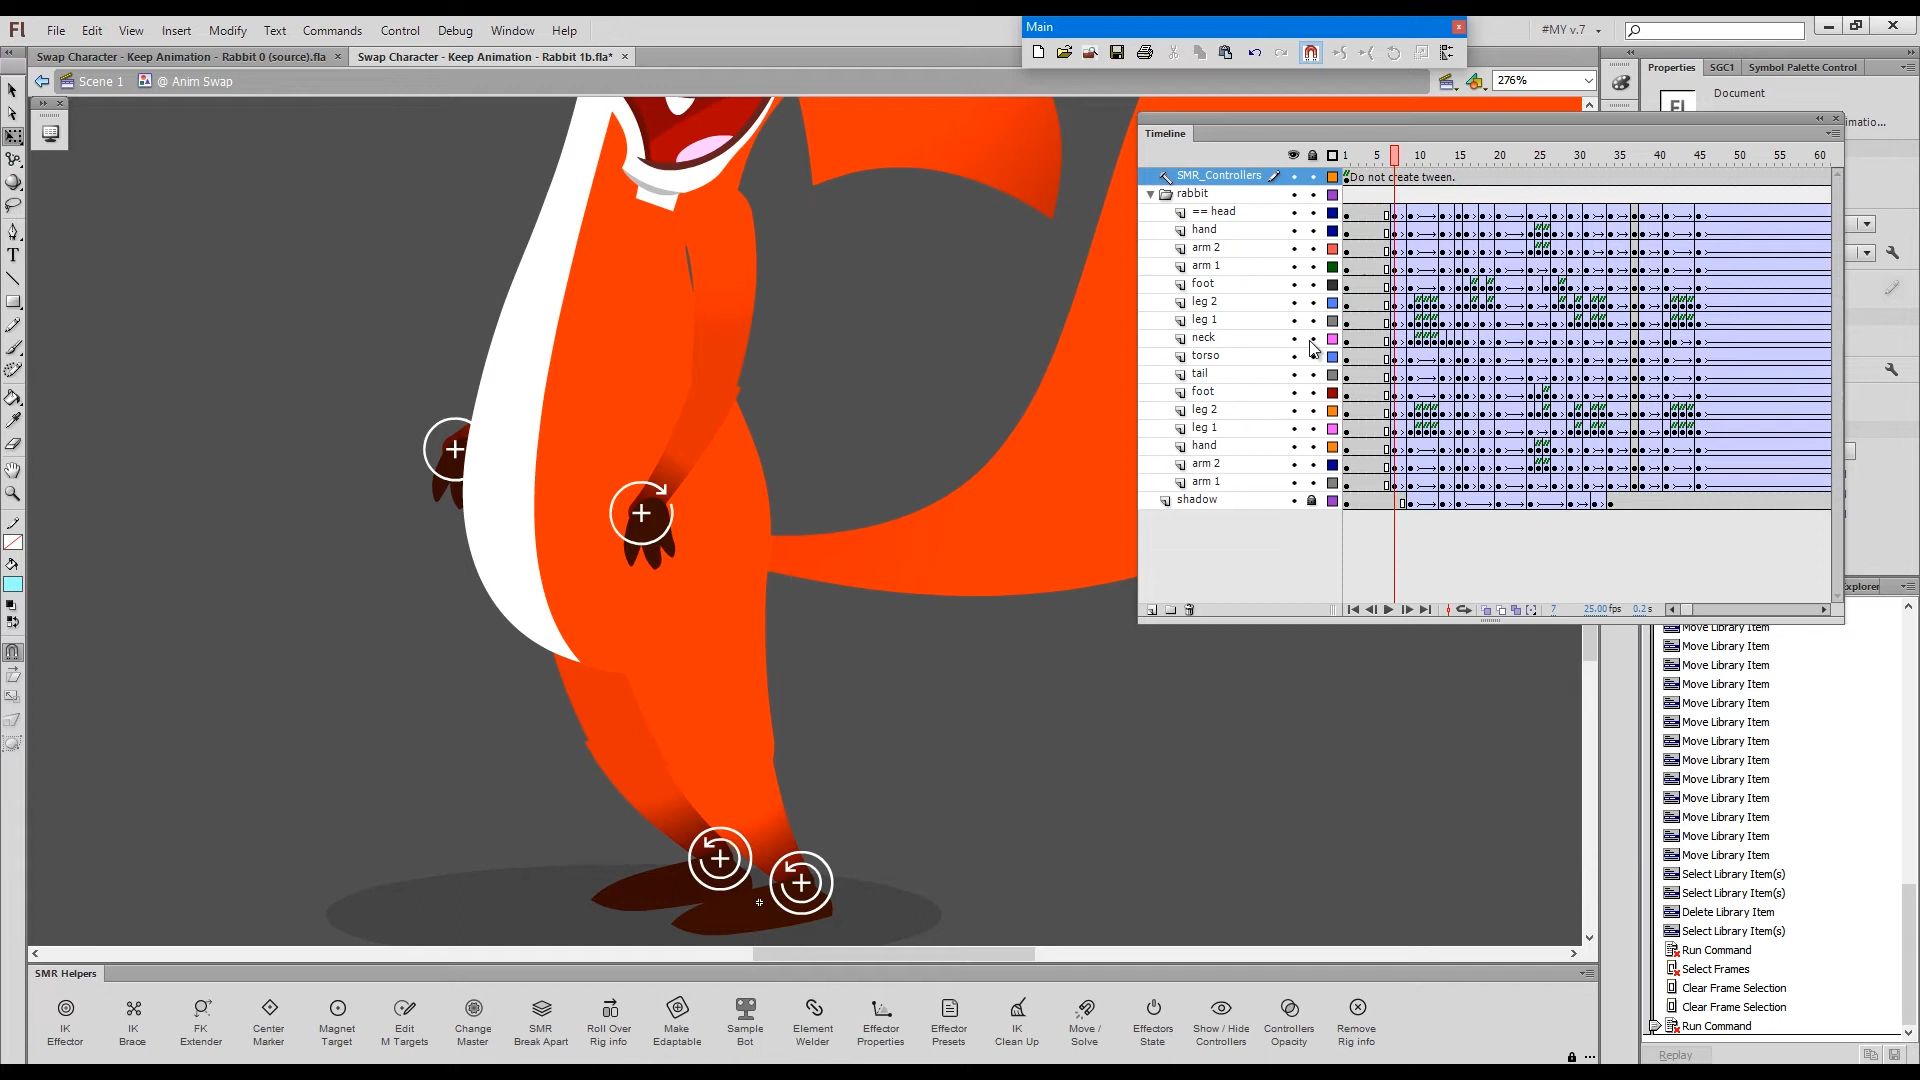 Fl
File Edit View Insert Modify Text Commands Control Debug Window Help
Main
#MY v.7
Swap Character - Keep Animation - Rabbit 0 (source).fla
Swap Character - Keep Animation - Rabbit 1b.fla*
Scene 1
@ Anim Swap
276%
Properties SGC1 Symbol Palette Control
Document
Timeline
1 5 10 15 20 25 30 35 40 45 50 55 60
SMR_Controllers
Do not create tween.
rabbit
== head
hand
arm 2
arm 1
foot
leg 2
leg 1
neck
torso
tail
foot
leg 2
leg 1
hand
arm 2
arm 1
shadow
7 25.00 fps 0.2 s
Move Library Item
Move Library Item
Move Library Item
Move Library Item
Move Library Item
Move Library Item
Move Library Item
Move Library Item
Move Library Item
Move Library Item
Move Library Item
Move Library Item
Move Library Item
Select Library Item(s)
Select Library Item(s)
Delete Library Item
Select Library Item(s)
Run Command
Select Frames
Clear Frame Selection
Clear Frame Selection
Run Command
Replay
SMR Helpers
IK Effector
IK Brace
FK Extender
Center Marker
Magnet Target
Edit M Targets
Change Master
SMR Break Apart
Roll Over Rig info
Make Adaptable
Sample Bot
Element Welder
Effector Properties
Effector Presets
IK Clean Up
Move / Solve
Effectors State
Show / Hide Controllers
Controllers Opacity
Remove Rig info